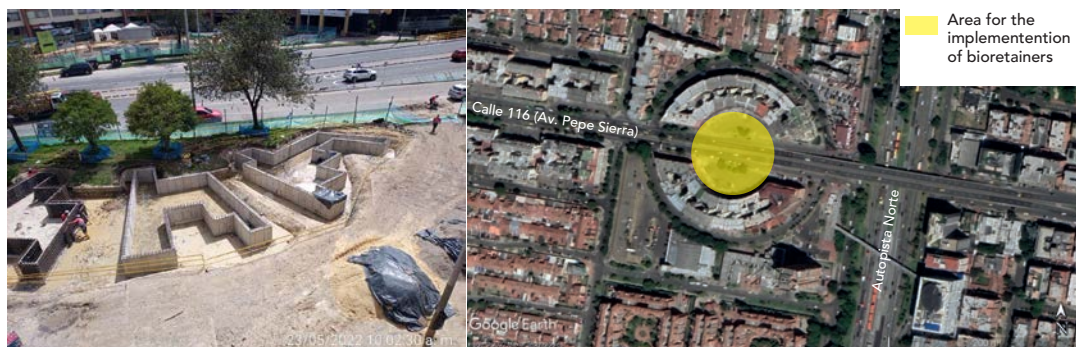 23/05/2022 10:02:30 a. m.
Area for the
implemetention
of bioretainers
Calle 116 (Av. Pepe Sierra)
Autopista Norte
Google Earth